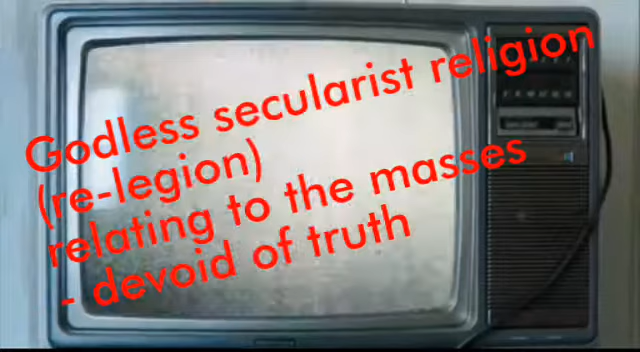 Godless secularist religion
(re-legion)
relating to the masses
- devoid of truth